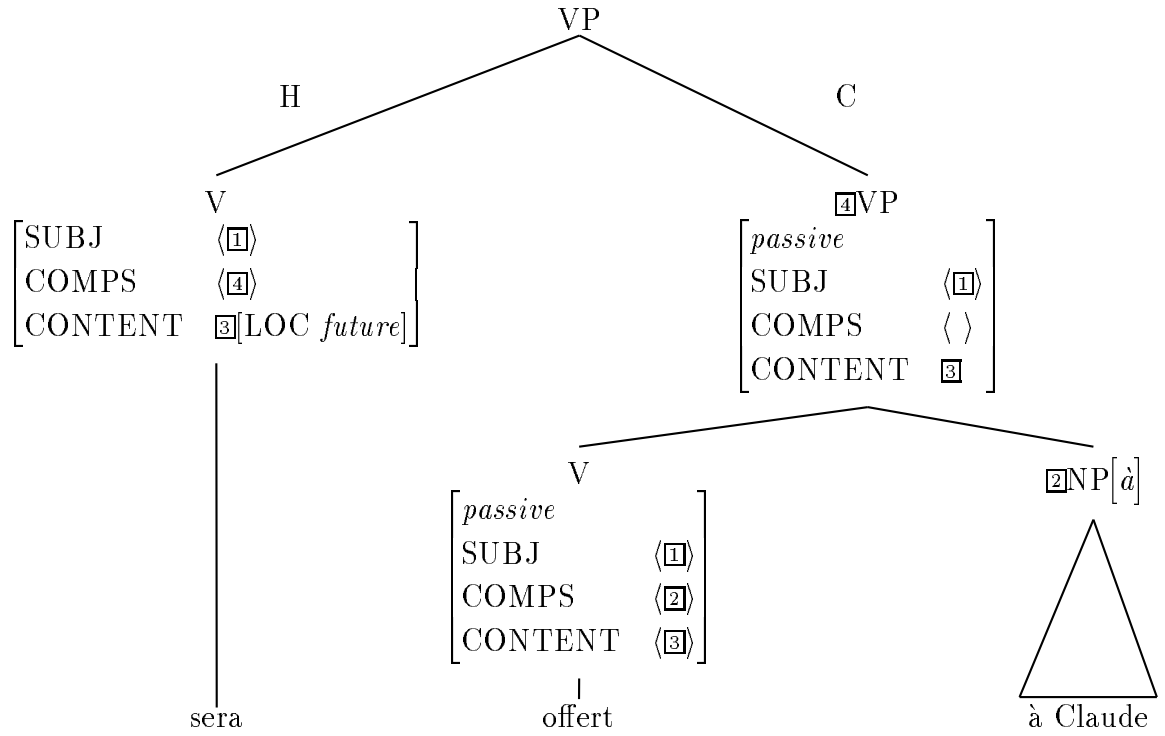 VP
H C
V 4VP
SUBJ ⟨1⟩ passive
COMPS ⟨4⟩ SUBJ ⟨1⟩
CONTENT 3[LOC future] COMPS ⟨ ⟩
CONTENT 3
V 2NP[à]
passive
SUBJ ⟨1⟩
COMPS ⟨2⟩
CONTENT ⟨3⟩
sera offert à Claude